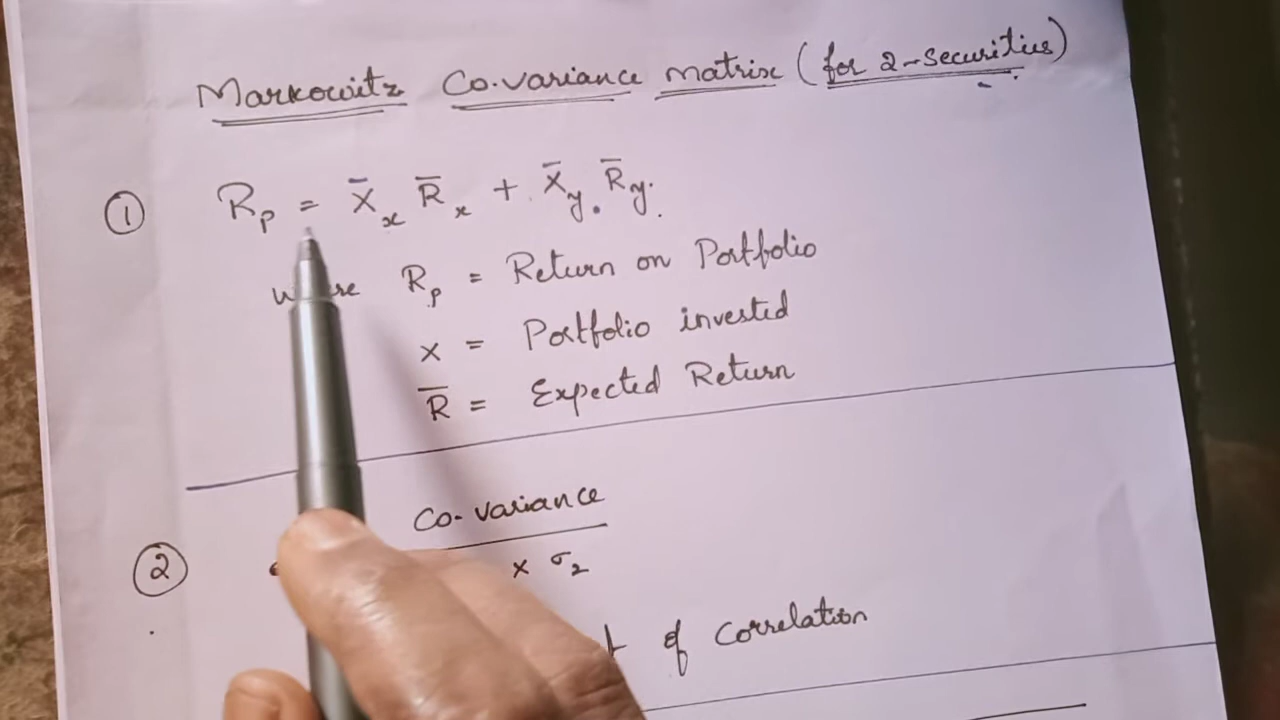 Markowitz Co-variance matrix (for 2-securities)
① Rₚ = X̄ₓ R̄ₓ + X̄y R̄y.
Rₚ = Return on Portfolio
x = Portfolio invested
R̄ = Expected Return
② Co-variance
x σ₂
of correlation